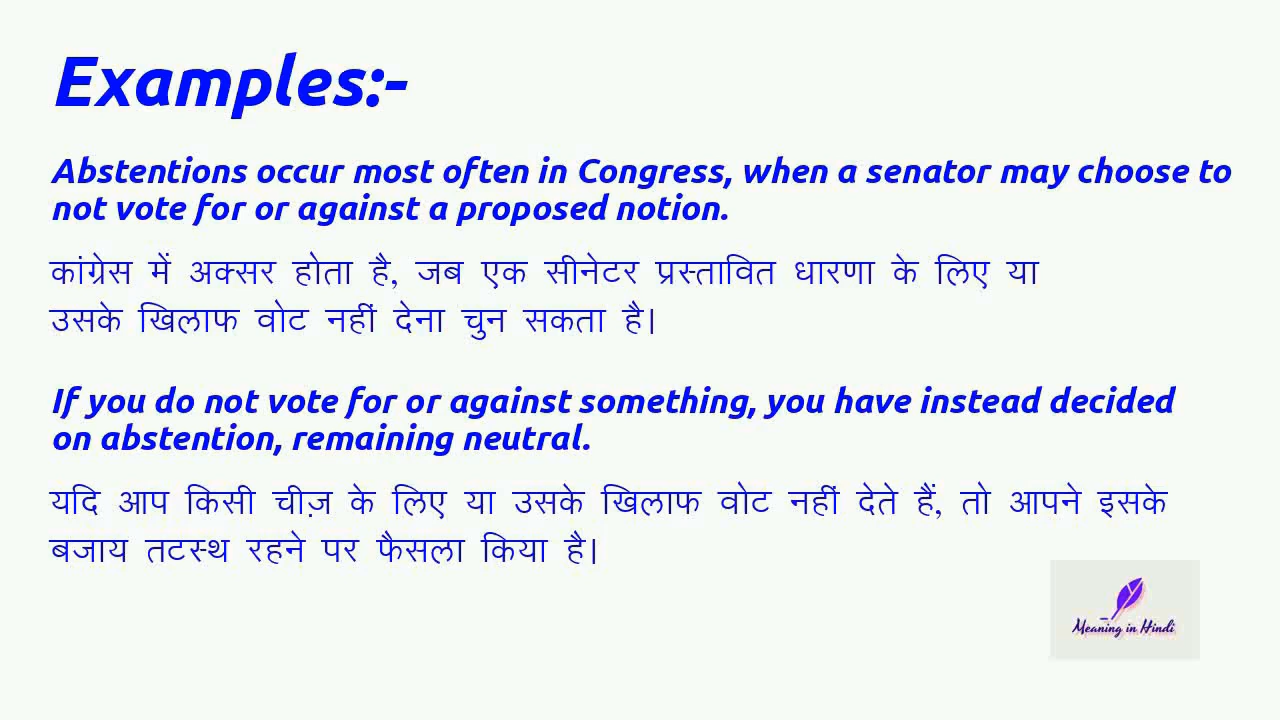 Examples:-
Abstentions occur most often in Congress, when a senator may choose to
not vote for or against a proposed notion.
कांग्रेस में अक्सर होता है, जब एक सीनेटर प्रस्तावित धारणा के लिए या
उसके खिलाफ वोट नहीं देना चुन सकता है।
If you do not vote for or against something, you have instead decided
on abstention, remaining neutral.
यदि आप किसी चीज़ के लिए या उसके खिलाफ वोट नहीं देते हैं, तो आपने इसके
बजाय तटस्थ रहने पर फैसला किया है।
Meaning in Hindi